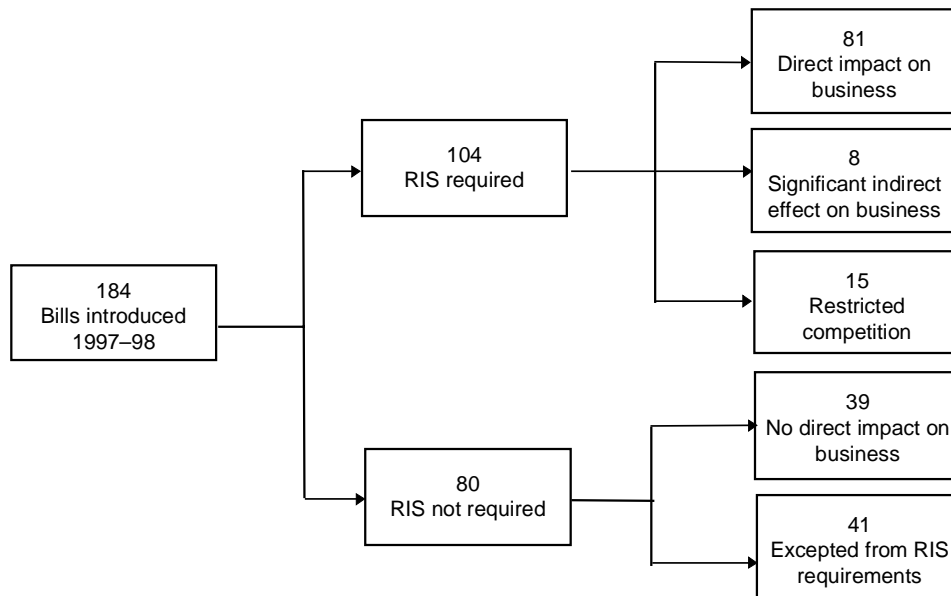 81
Direct impact on
business
104
RIS required
8
Significant indirect
effect on business
184
Bills introduced
1997–98
15
Restricted
competition
39
No direct impact on
business
80
RIS not required
41
Excepted from RIS
requirements